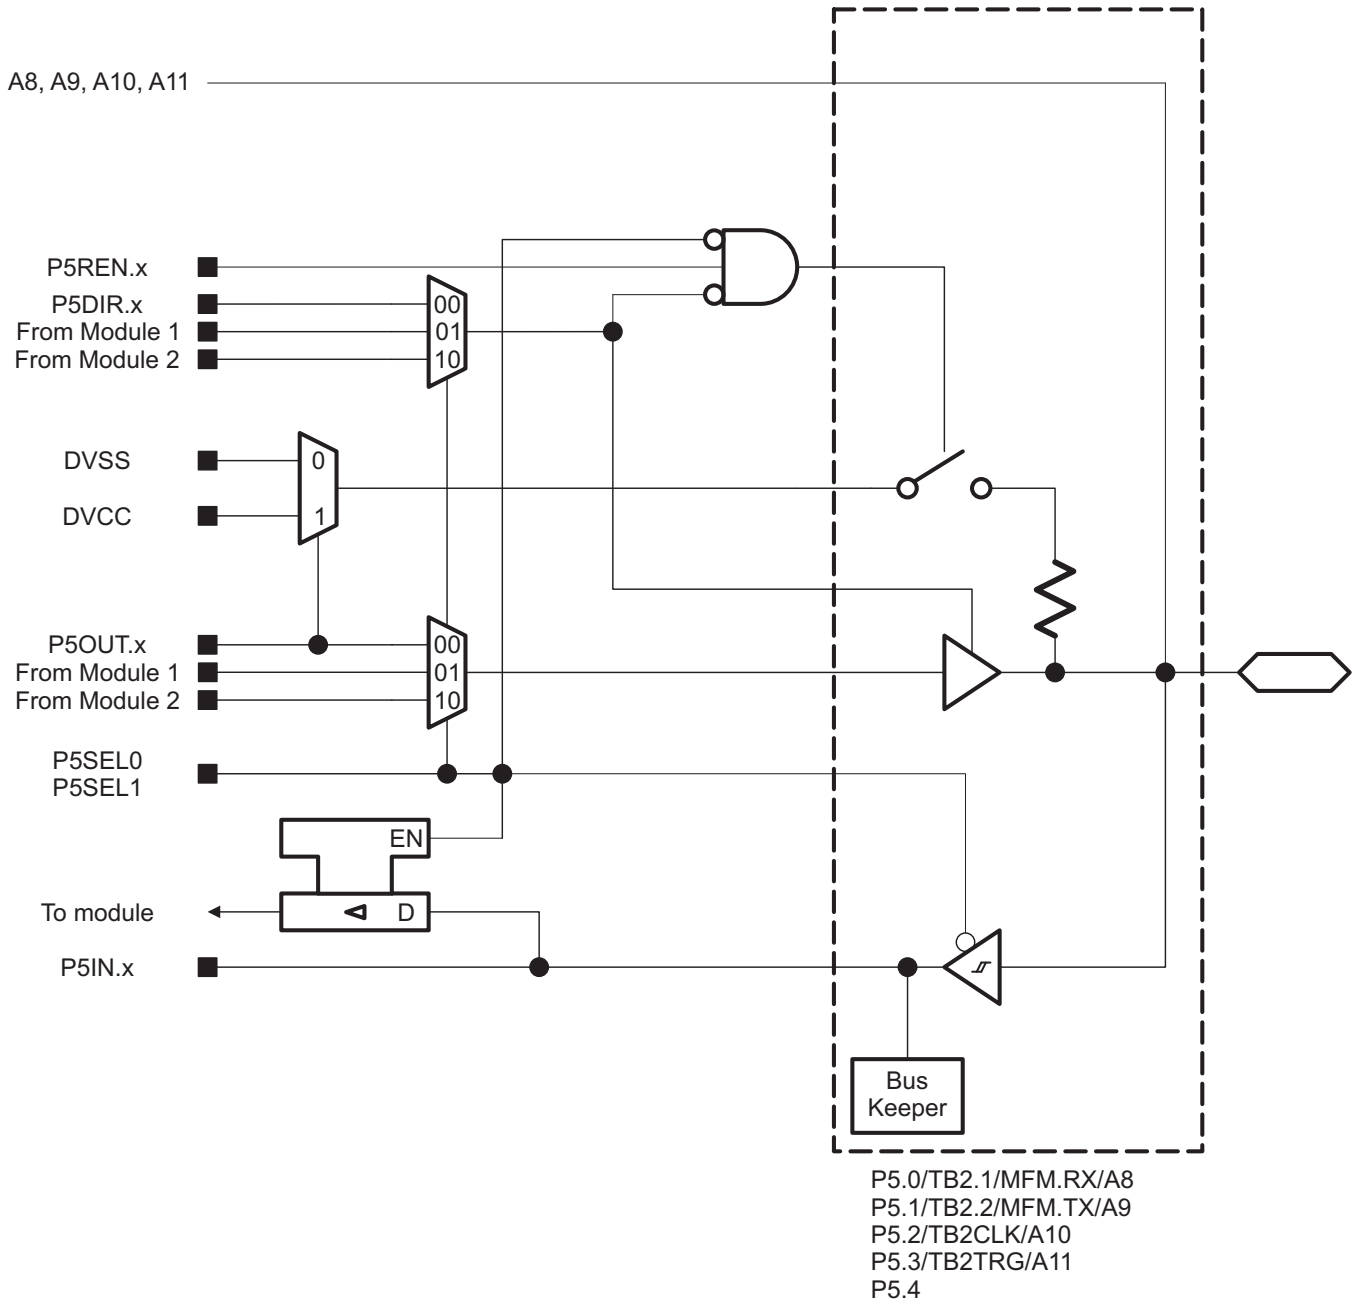 A8, A9, A10, A11
P5REN.x
P5DIR.x
00
From Module 1
01
From Module 2
10
DVSS
0
DVCC
1
P5OUT.x
00
From Module 1
01
From Module 2
10
P5SEL0
P5SEL1
EN
To module
D
P5IN.x
Bus
Keeper
P5.0/TB2.1/MFM.RX/A8
P5.1/TB2.2/MFM.TX/A9
P5.2/TB2CLK/A10
P5.3/TB2TRG/A11
P5.4